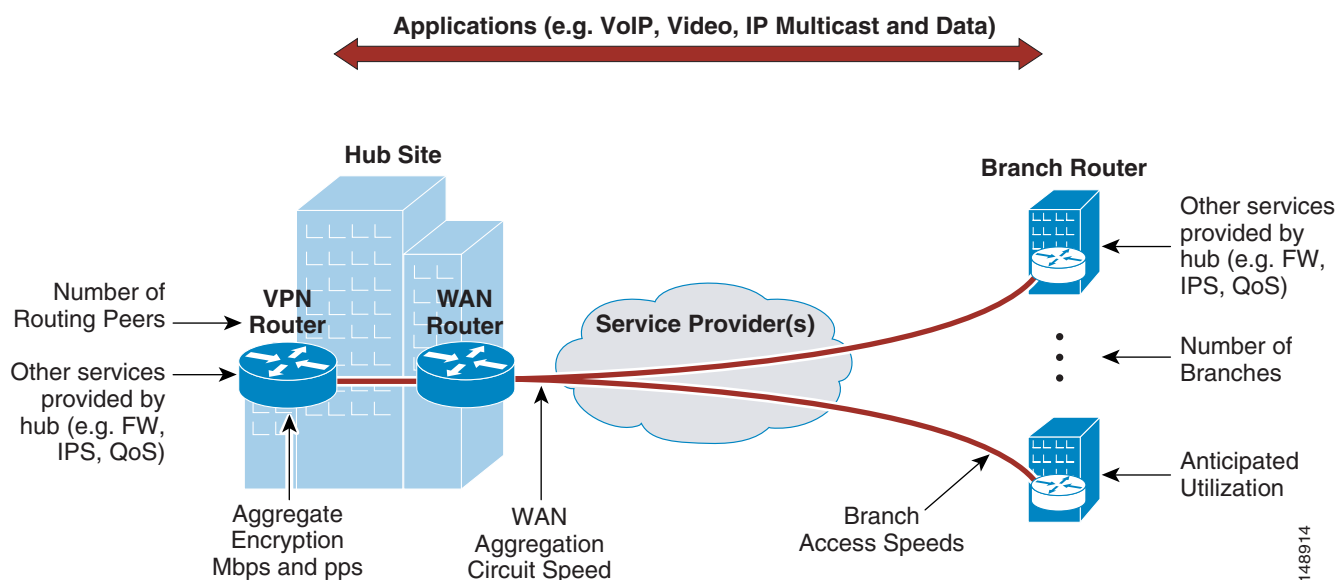 Applications (e.g. VoIP, Video, IP Multicast and Data)
Hub Site
Branch Router
Other services
provided by
hub (e.g. FW,
IPS, QoS)
Number of
Routing Peers
VPN
Router
WAN
Router
Service Provider(s)
Number of
Branches
Other services
provided by
hub (e.g. FW,
IPS, QoS)
Anticipated
Utilization
Aggregate
Encryption
Mbps and pps
WAN
Aggregation
Circuit Speed
Branch
Access Speeds
148914